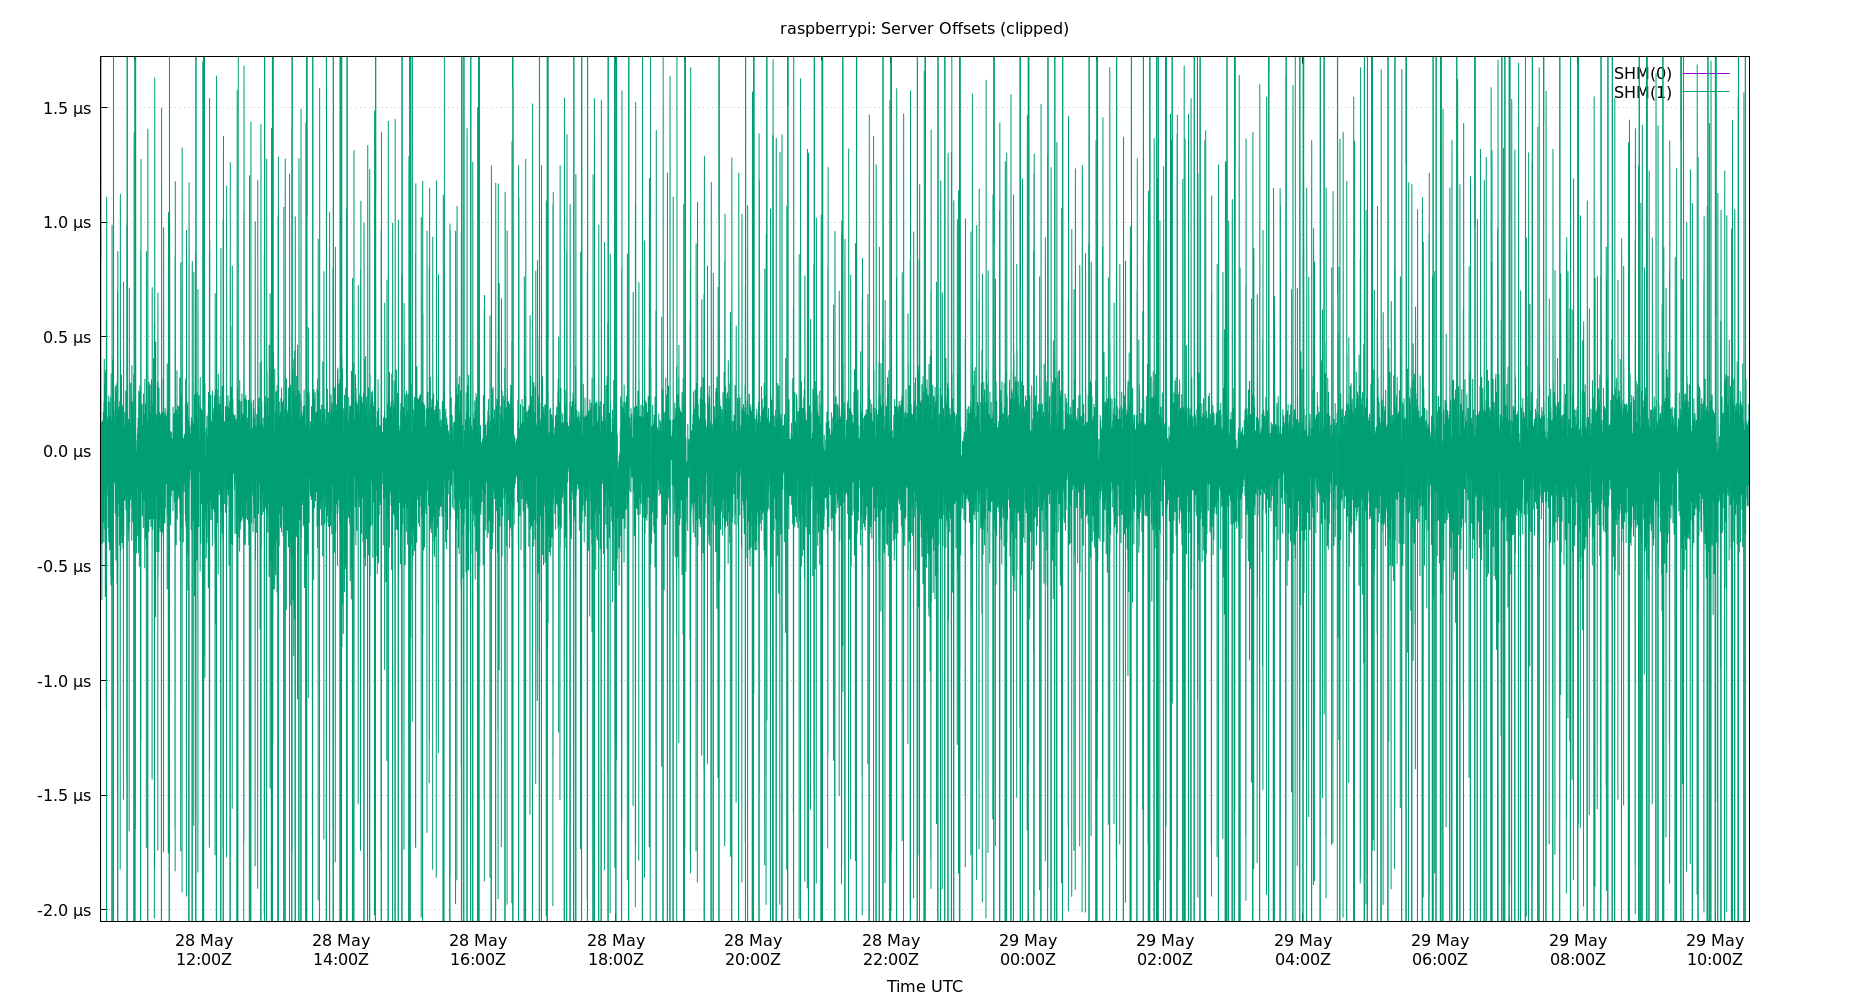 raspberrypi: Server Offsets (clipped)
SHM(0)
SHM(1)
1.5 µs
1.0 µs
0.5 µs
0.0 µs
-0.5 µs
-1.0 µs
-1.5 µs
-2.0 µs
28 May 28 May 28 May 28 May 28 May 28 May 29 May 29 May 29 May 29 May 29 May 29 May
12:00Z 14:00Z 16:00Z 18:00Z 20:00Z 22:00Z 00:00Z 02:00Z 04:00Z 06:00Z 08:00Z 10:00Z
Time UTC